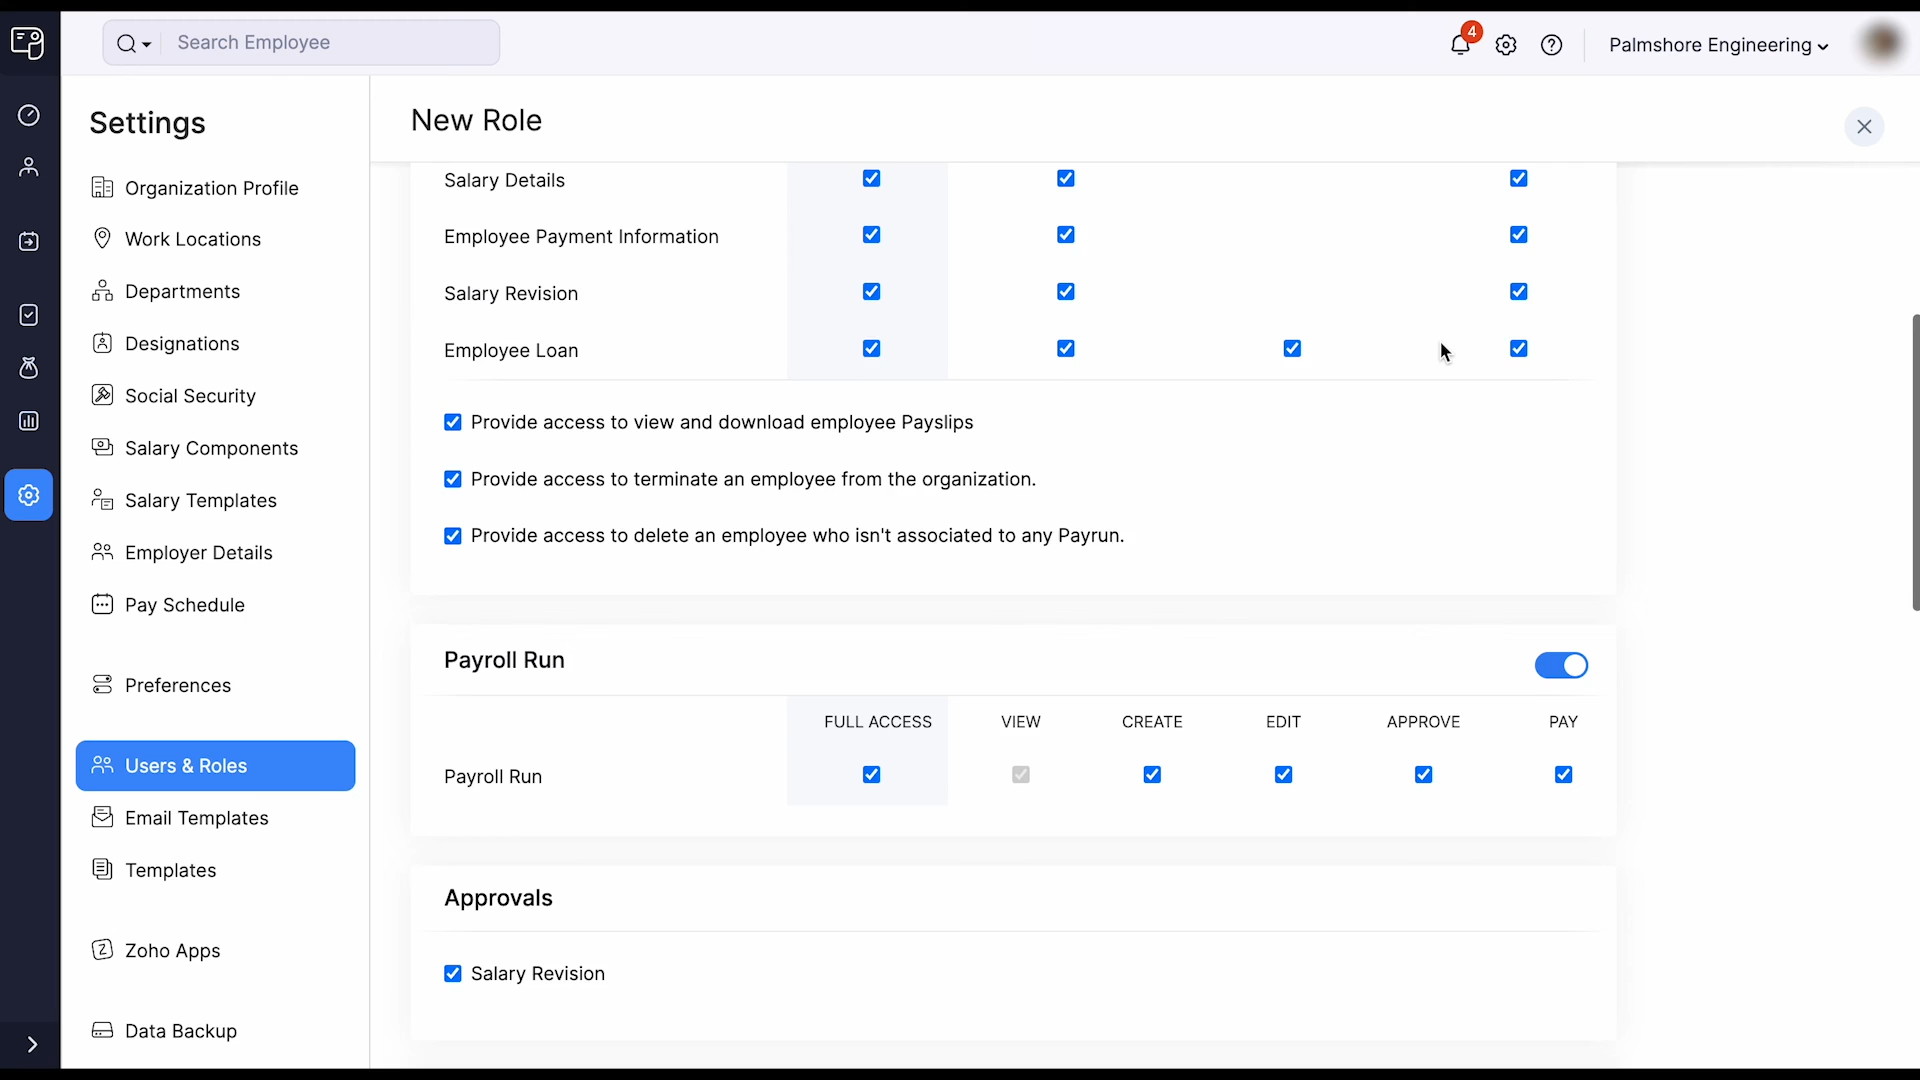 Search Employee
4
Palmshore Engineering
Settings
Organization Profile
Work Locations
Departments
Designations
Social Security
Salary Components
Salary Templates
Employer Details
Pay Schedule
Preferences
Users & Roles
Email Templates
Templates
Zoho Apps
Data Backup
New Role
Salary Details
Employee Payment Information
Salary Revision
Employee Loan
Provide access to view and download employee Payslips
Provide access to terminate an employee from the organization.
Provide access to delete an employee who isn't associated to any Payrun.
Payroll Run
FULL ACCESS VIEW CREATE EDIT APPROVE PAY
Payroll Run
Approvals
Salary Revision